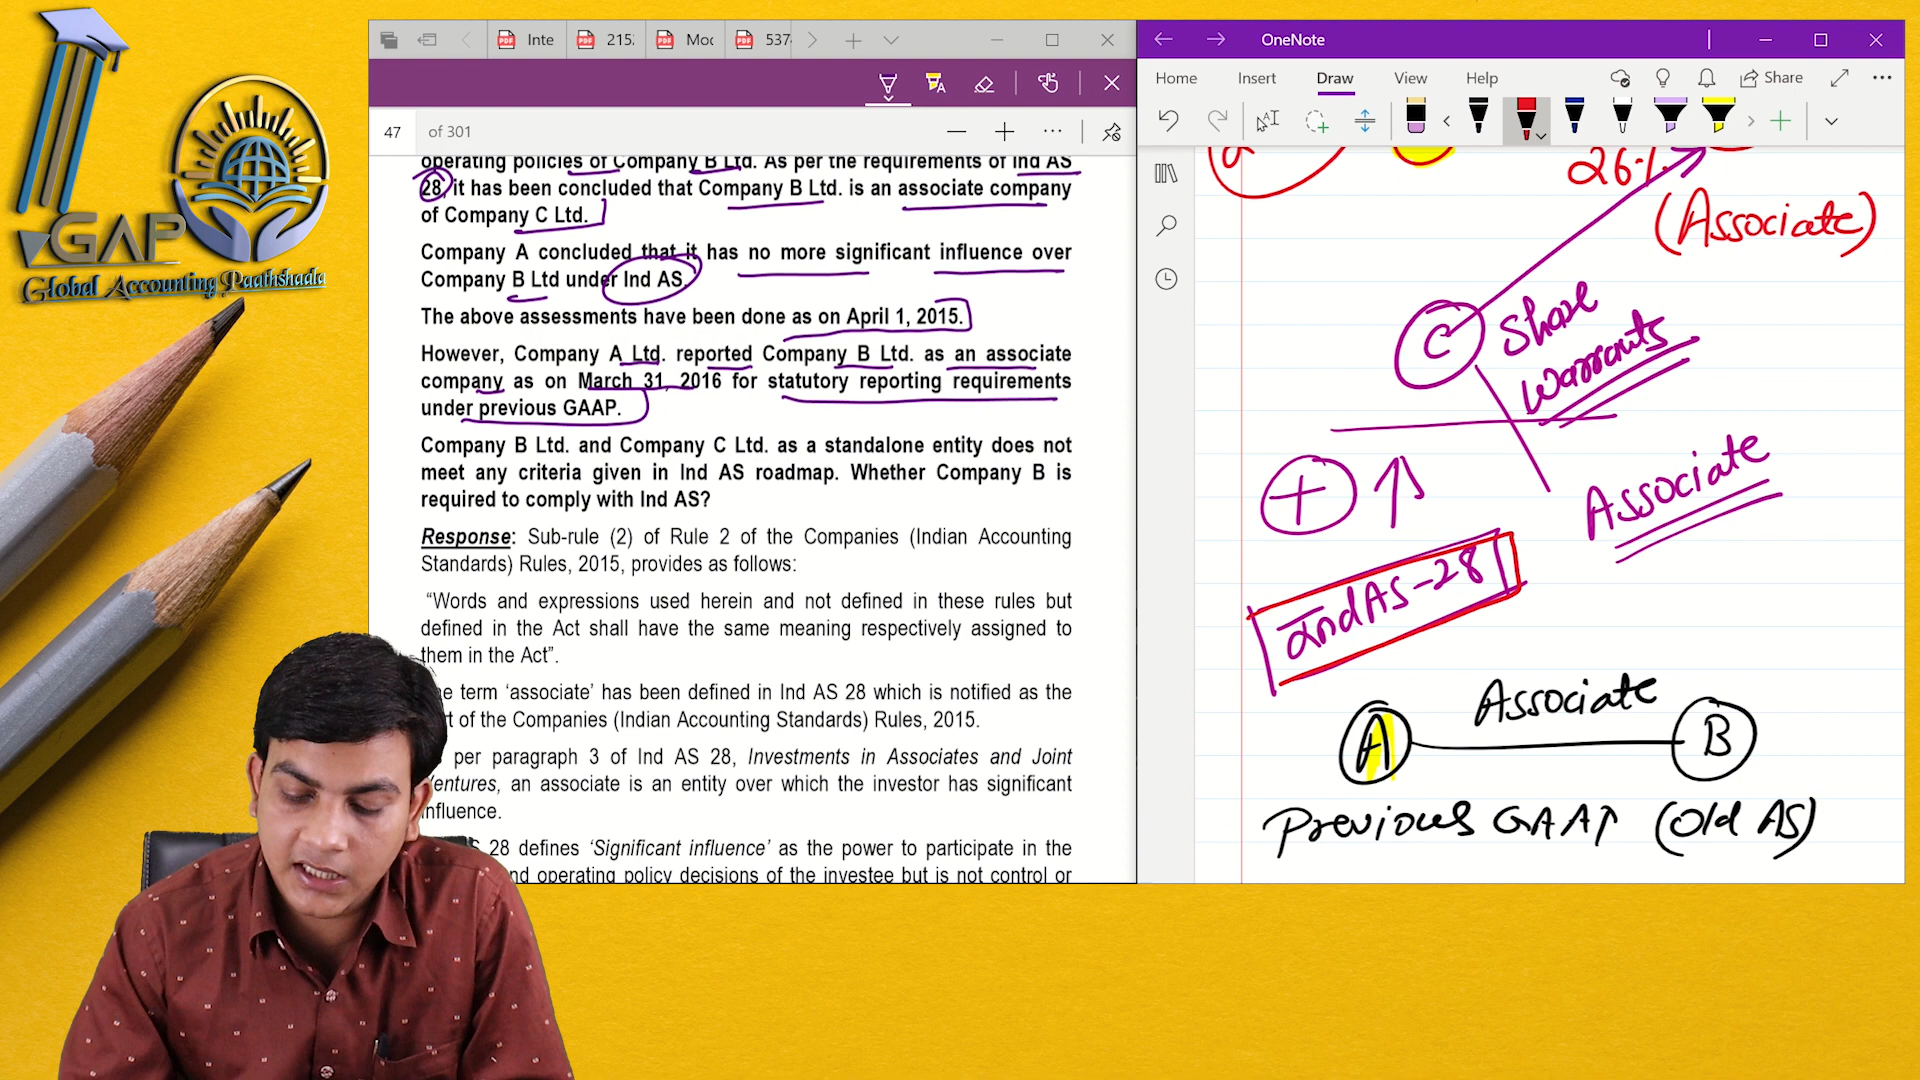 GAP
Global Accounting Paathshada
Inte
215
Mo
537
47 of 301
operating policies of Company B Ltd. As per the requirements of Ind AS
28, it has been concluded that Company B Ltd. is an associate company
of Company C Ltd.
Company A concluded that it has no more significant influence over
Company B Ltd under Ind AS.
The above assessments have been done as on April 1, 2015.
However, Company A Ltd. reported Company B Ltd. as an associate
company as on March 31, 2016 for statutory reporting requirements
under previous GAAP.
Company B Ltd. and Company C Ltd. as a standalone entity does not
meet any criteria given in Ind AS roadmap. Whether Company B is
required to comply with Ind AS?
Response: Sub-rule (2) of Rule 2 of the Companies (Indian Accounting
Standards) Rules, 2015, provides as follows:
“Words and expressions used herein and not defined in these rules but
defined in the Act shall have the same meaning respectively assigned to
them in the Act”.
term ‘associate’ has been defined in Ind AS 28 which is notified as the
of the Companies (Indian Accounting Standards) Rules, 2015.
per paragraph 3 of Ind AS 28, Investments in Associates and Joint
entures, an associate is an entity over which the investor has significant
nfluence.
28 defines ‘Significant influence’ as the power to participate in the
nd operating policy decisions of the investee but is not control or
OneNote
Home Insert Draw View Help Share
26%
(Associate)
C
Share
warrants
+
Associate
Ind AS-28
Associate
A B
Previous GAAP (Old AS)